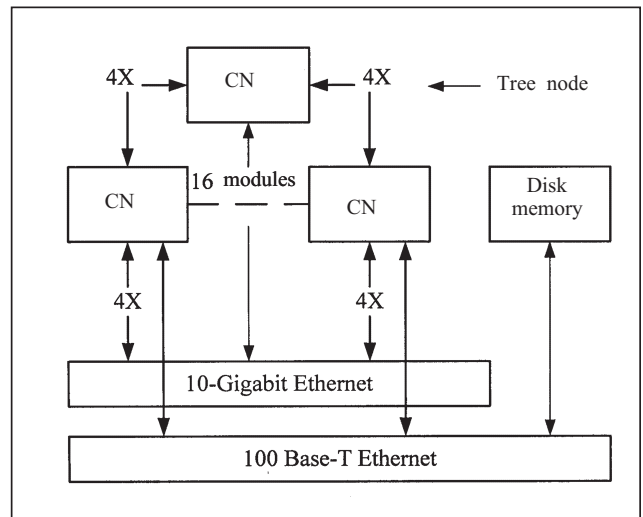 4X
CN
4X
Tree node
CN
16 modules
CN
Disk
memory
4X
4X
10-Gigabit Ethernet
100 Base-T Ethernet